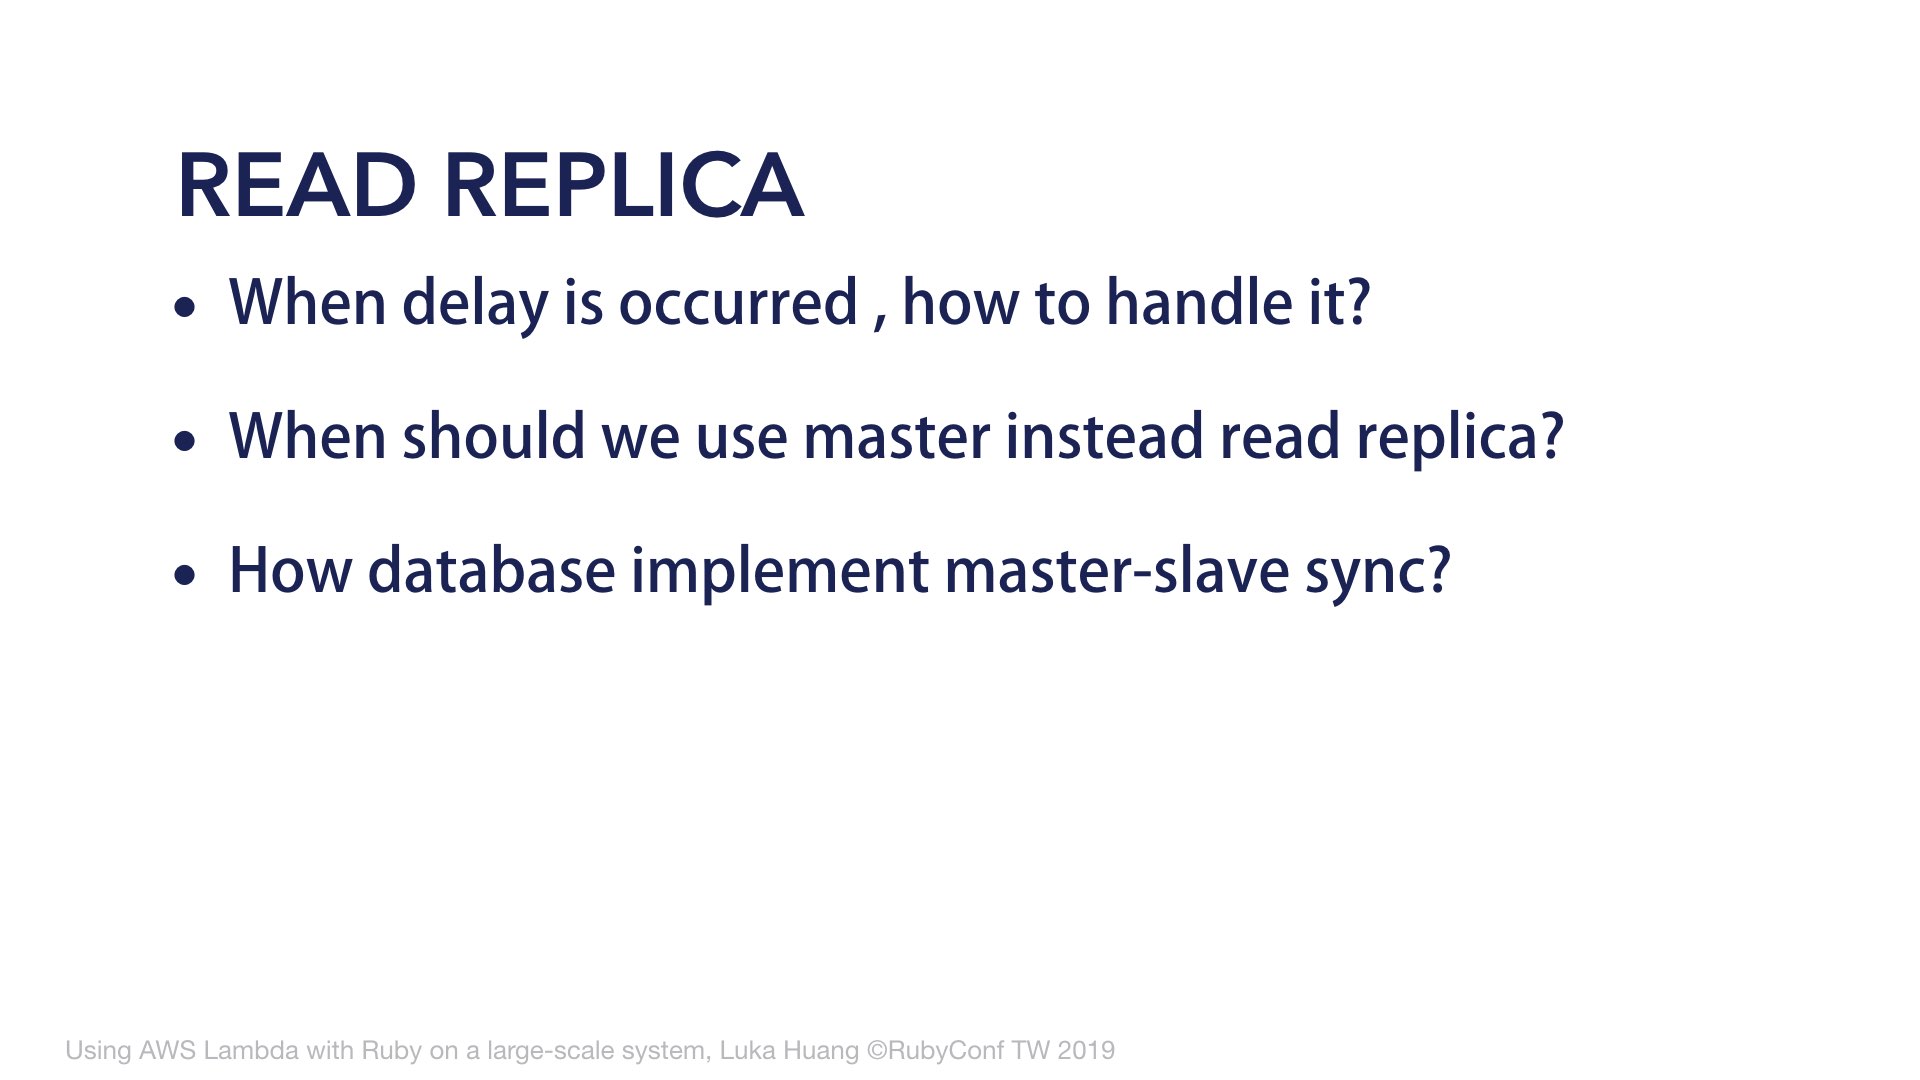 READ REPLICA
• When delay is occurred , how to handle it?
• When should we use master instead read replica?
• How database implement master-slave sync?
Using AWS Lambda with Ruby on a large-scale system, Luka Huang ©RubyConf TW 2019